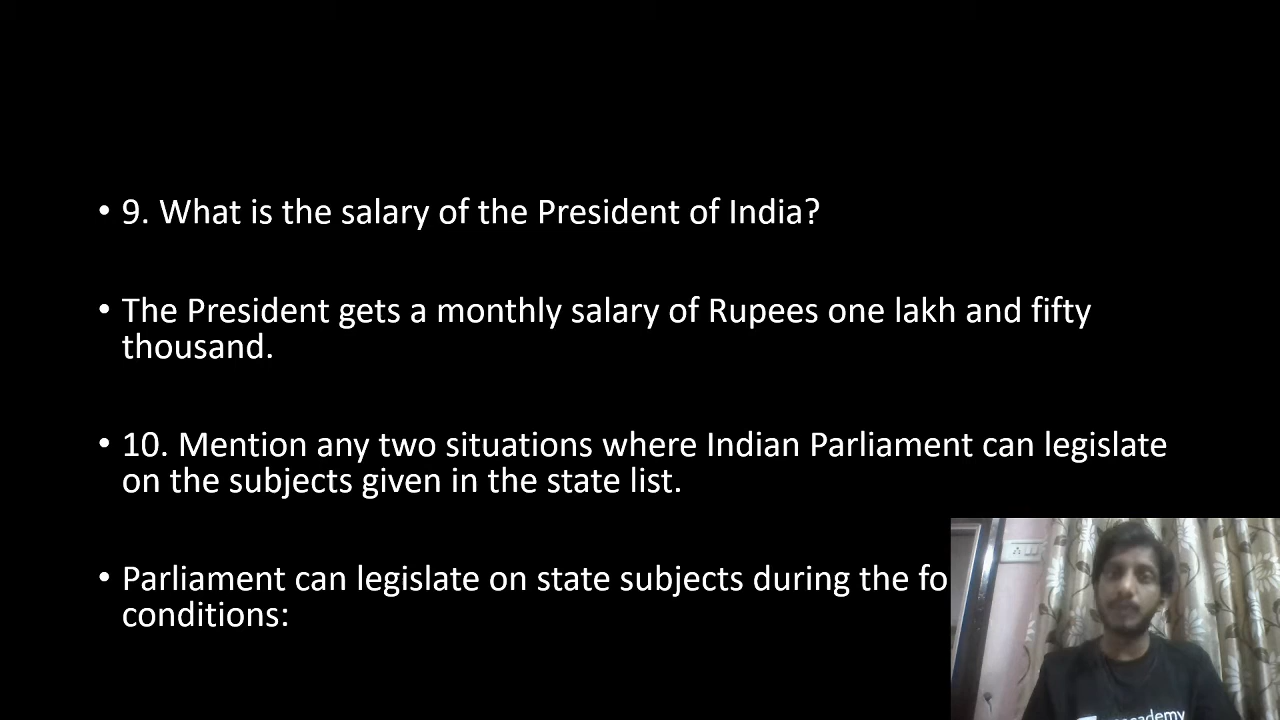 • 9. What is the salary of the President of India?
• The President gets a monthly salary of Rupees one lakh and fifty
thousand.
• 10. Mention any two situations where Indian Parliament can legislate
on the subjects given in the state list.
• Parliament can legislate on state subjects during the fo
conditions: